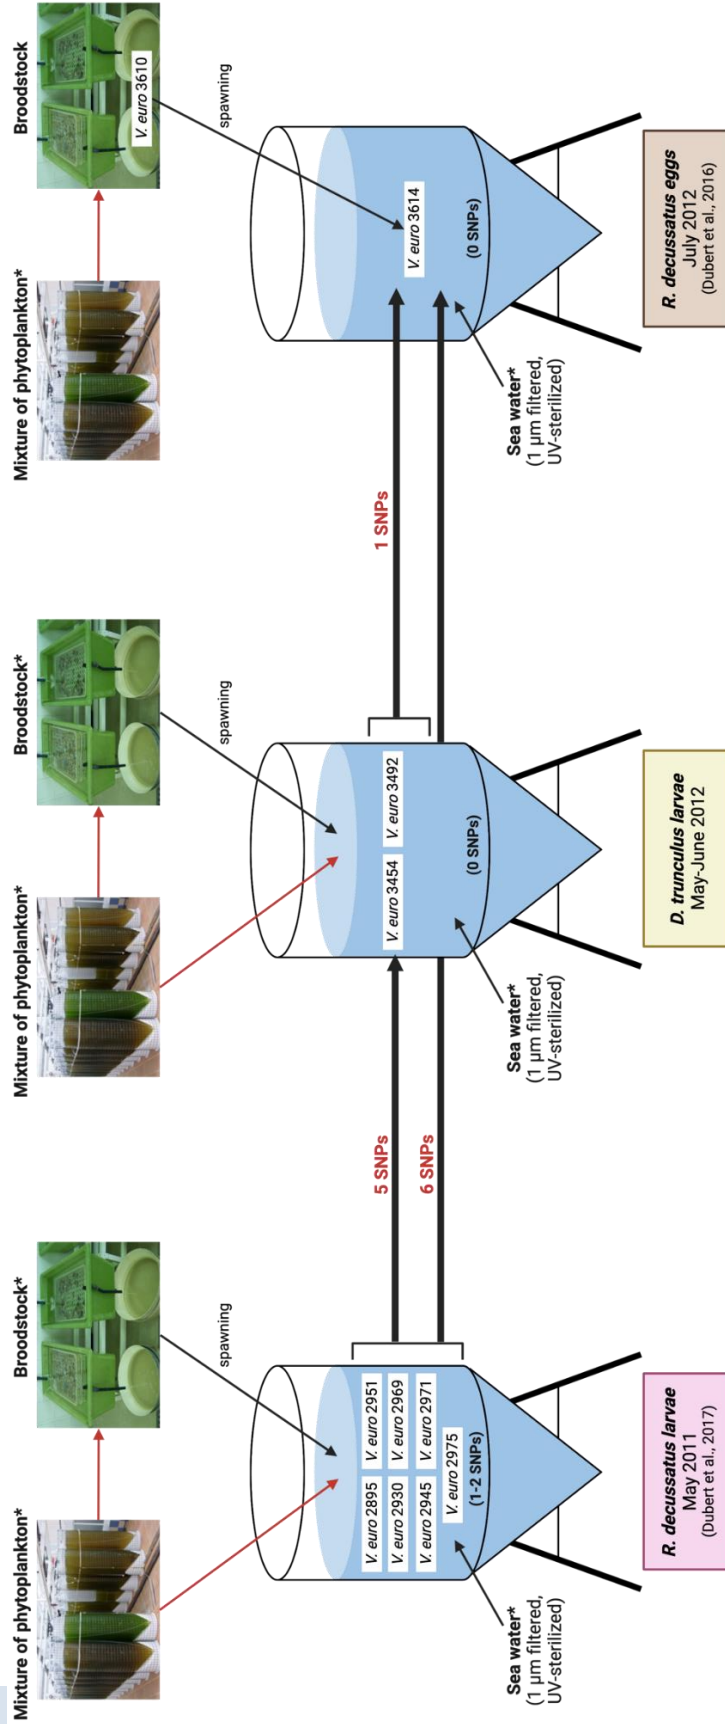 Mixture of phytoplankton*
Broodstock*
spawning
V. euro 2895
V. euro 2951
V. euro 2930
V. euro 2969
V. euro 2945
V. euro 2971
V. euro 2975
(1-2 SNPs)
Sea water*
(1 µm filtered,
UV-sterilized)
R. decussatus larvae
May 2011
(Dubert et al., 2017)
5 SNPs
6 SNPs
Mixture of phytoplankton*
Broodstock*
spawning
V. euro 3454
V. euro 3492
(0 SNPs)
Sea water*
(1 µm filtered,
UV-sterilized)
D. trunculus larvae
May-June 2012
1 SNPs
Mixture of phytoplankton*
Broodstock
V. euro 3610
spawning
V. euro 3614
(0 SNPs)
Sea water*
(1 µm filtered,
UV-sterilized)
R. decussatus eggs
July 2012
(Dubert et al., 2016)